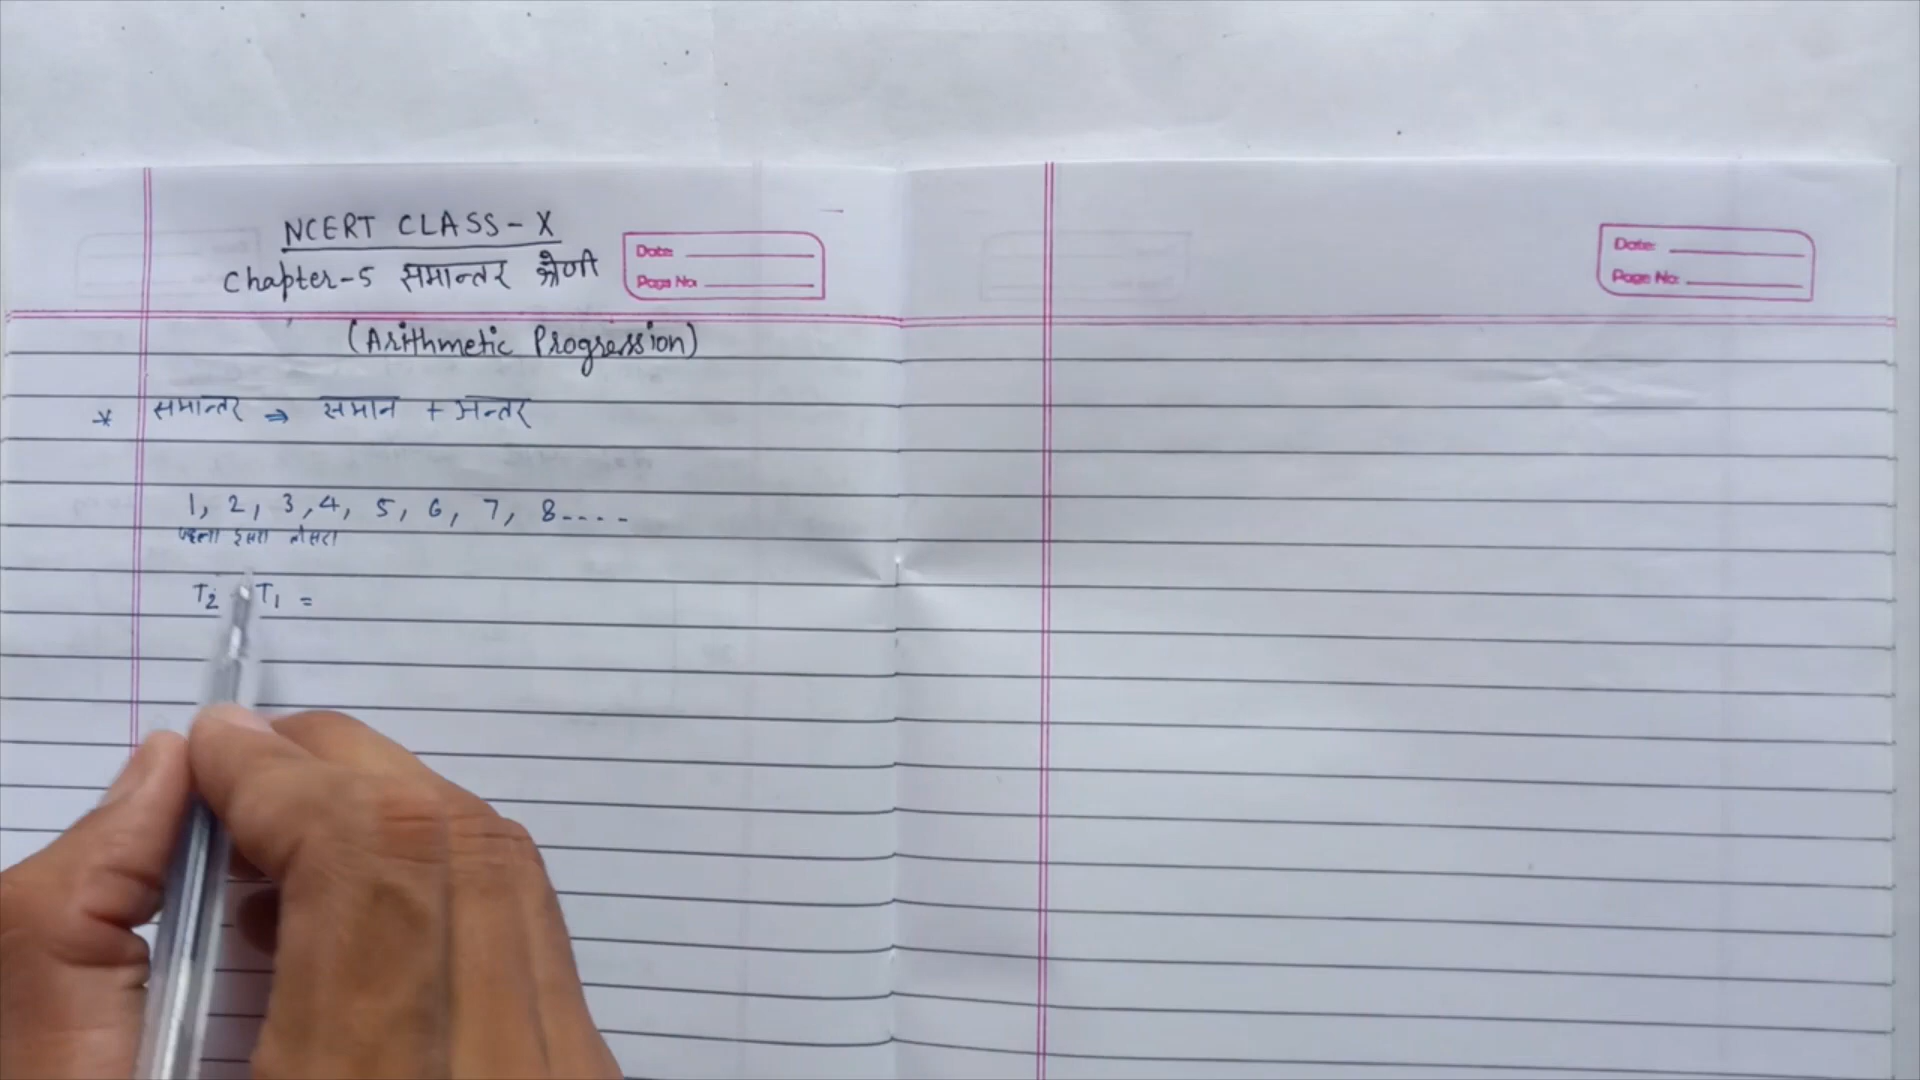 NCERT CLASS - X
Chapter-5 समान्तर श्रेणी
Date:
Page No:
(Arithmetic Progression)
* समान्तर ⇒ समान + अन्तर
1, 2, 3, 4, 5, 6, 7, 8....
पहला दूसरा तीसरा
T2 T1 =
Date:
Page No: